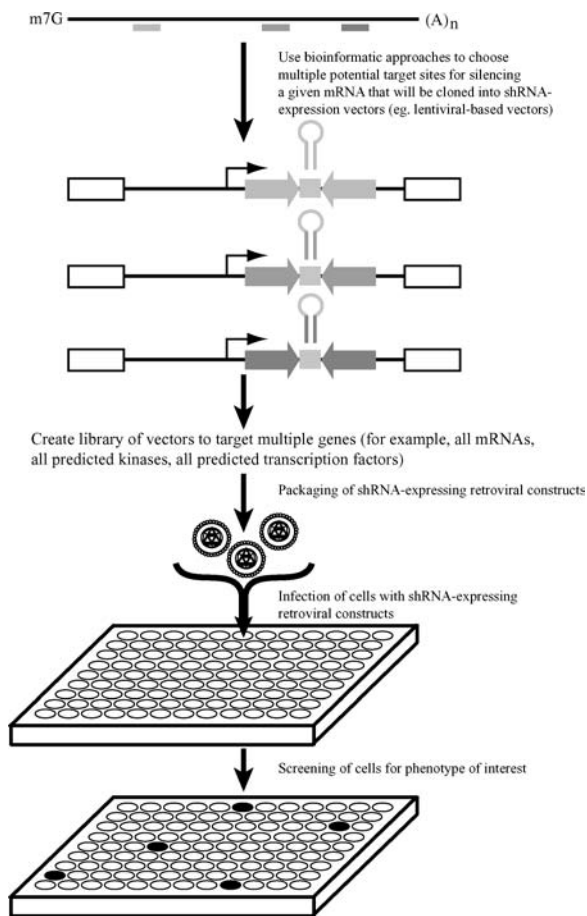 m7G (A)n
Use bioinformatic approaches to choose
multiple potential target sites for silencing
a given mRNA that will be cloned into shRNA-
expression vectors (eg. lentiviral-based vectors)
Create library of vectors to target multiple genes (for example, all mRNAs,
all predicted kinases, all predicted transcription factors)
Packaging of shRNA-expressing retroviral constructs
Infection of cells with shRNA-expressing
retroviral constructs
Screening of cells for phenotype of interest